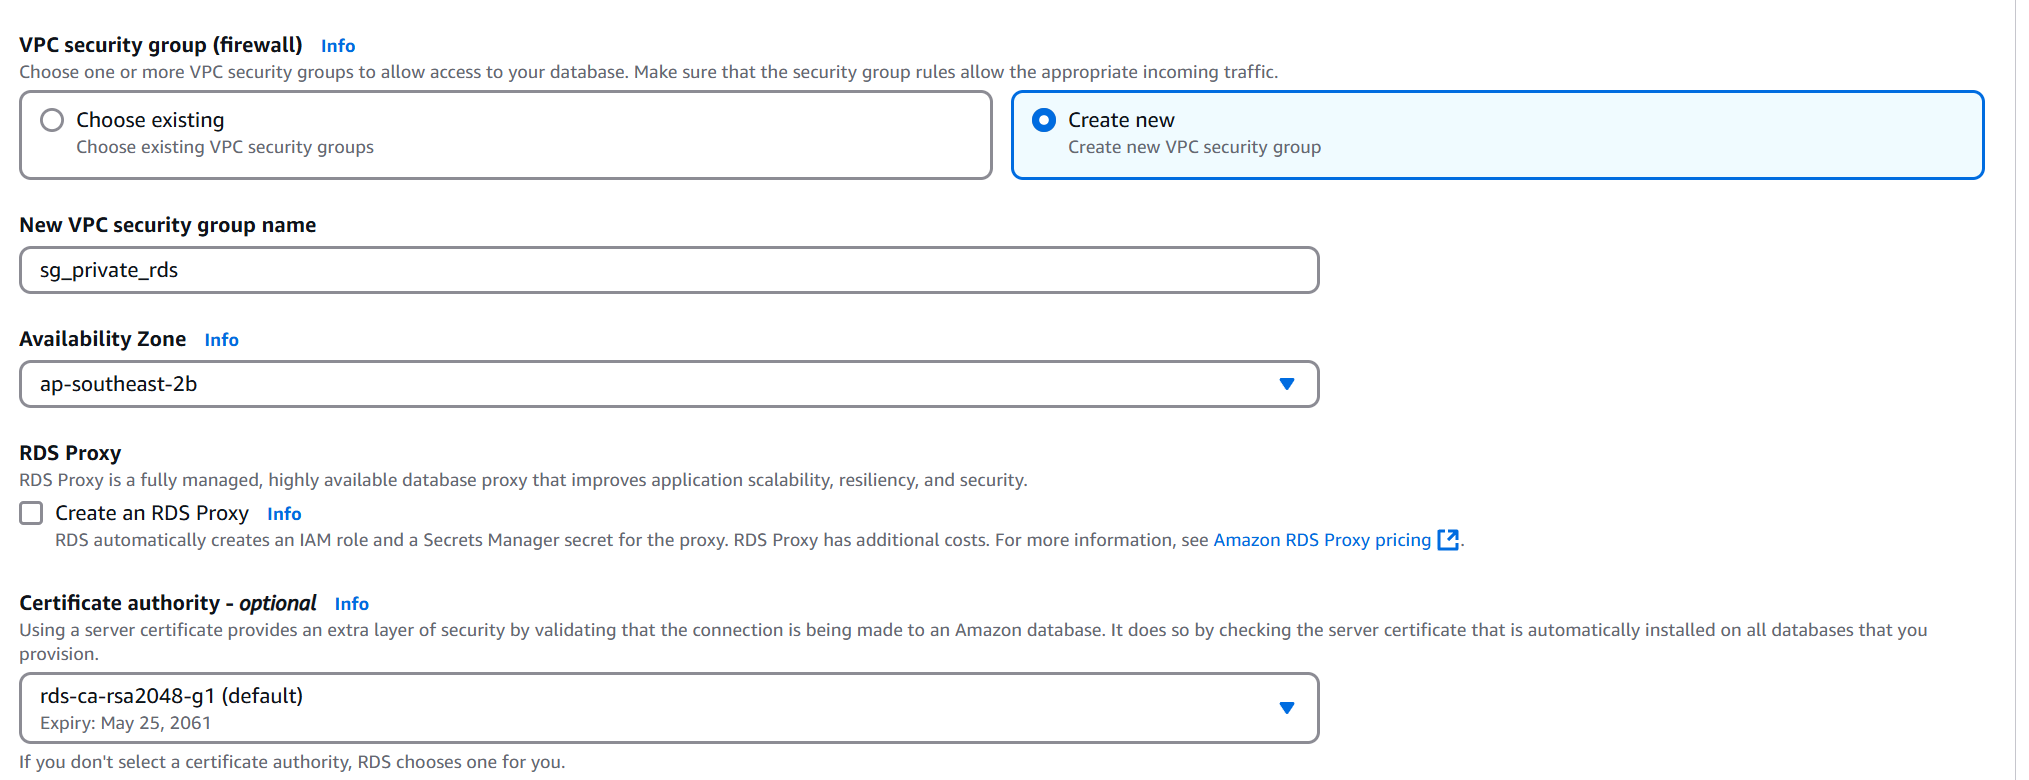 VPC security group (firewall) Info
Choose one or more VPC security groups to allow access to your database. Make sure that the security group rules allow the appropriate incoming traffic.
Choose existing
Choose existing VPC security groups
Create new
Create new VPC security group
New VPC security group name
sg_private_rds
Availability Zone Info
ap-southeast-2b
RDS Proxy
RDS Proxy is a fully managed, highly available database proxy that improves application scalability, resiliency, and security.
Create an RDS Proxy Info
RDS automatically creates an IAM role and a Secrets Manager secret for the proxy. RDS Proxy has additional costs. For more information, see Amazon RDS Proxy pricing.
Certificate authority - optional Info
Using a server certificate provides an extra layer of security by validating that the connection is being made to an Amazon database. It does so by checking the server certificate that is automatically installed on all databases that you
provision.
rds-ca-rsa2048-g1 (default)
Expiry: May 25, 2061
If you don't select a certificate authority, RDS chooses one for you.